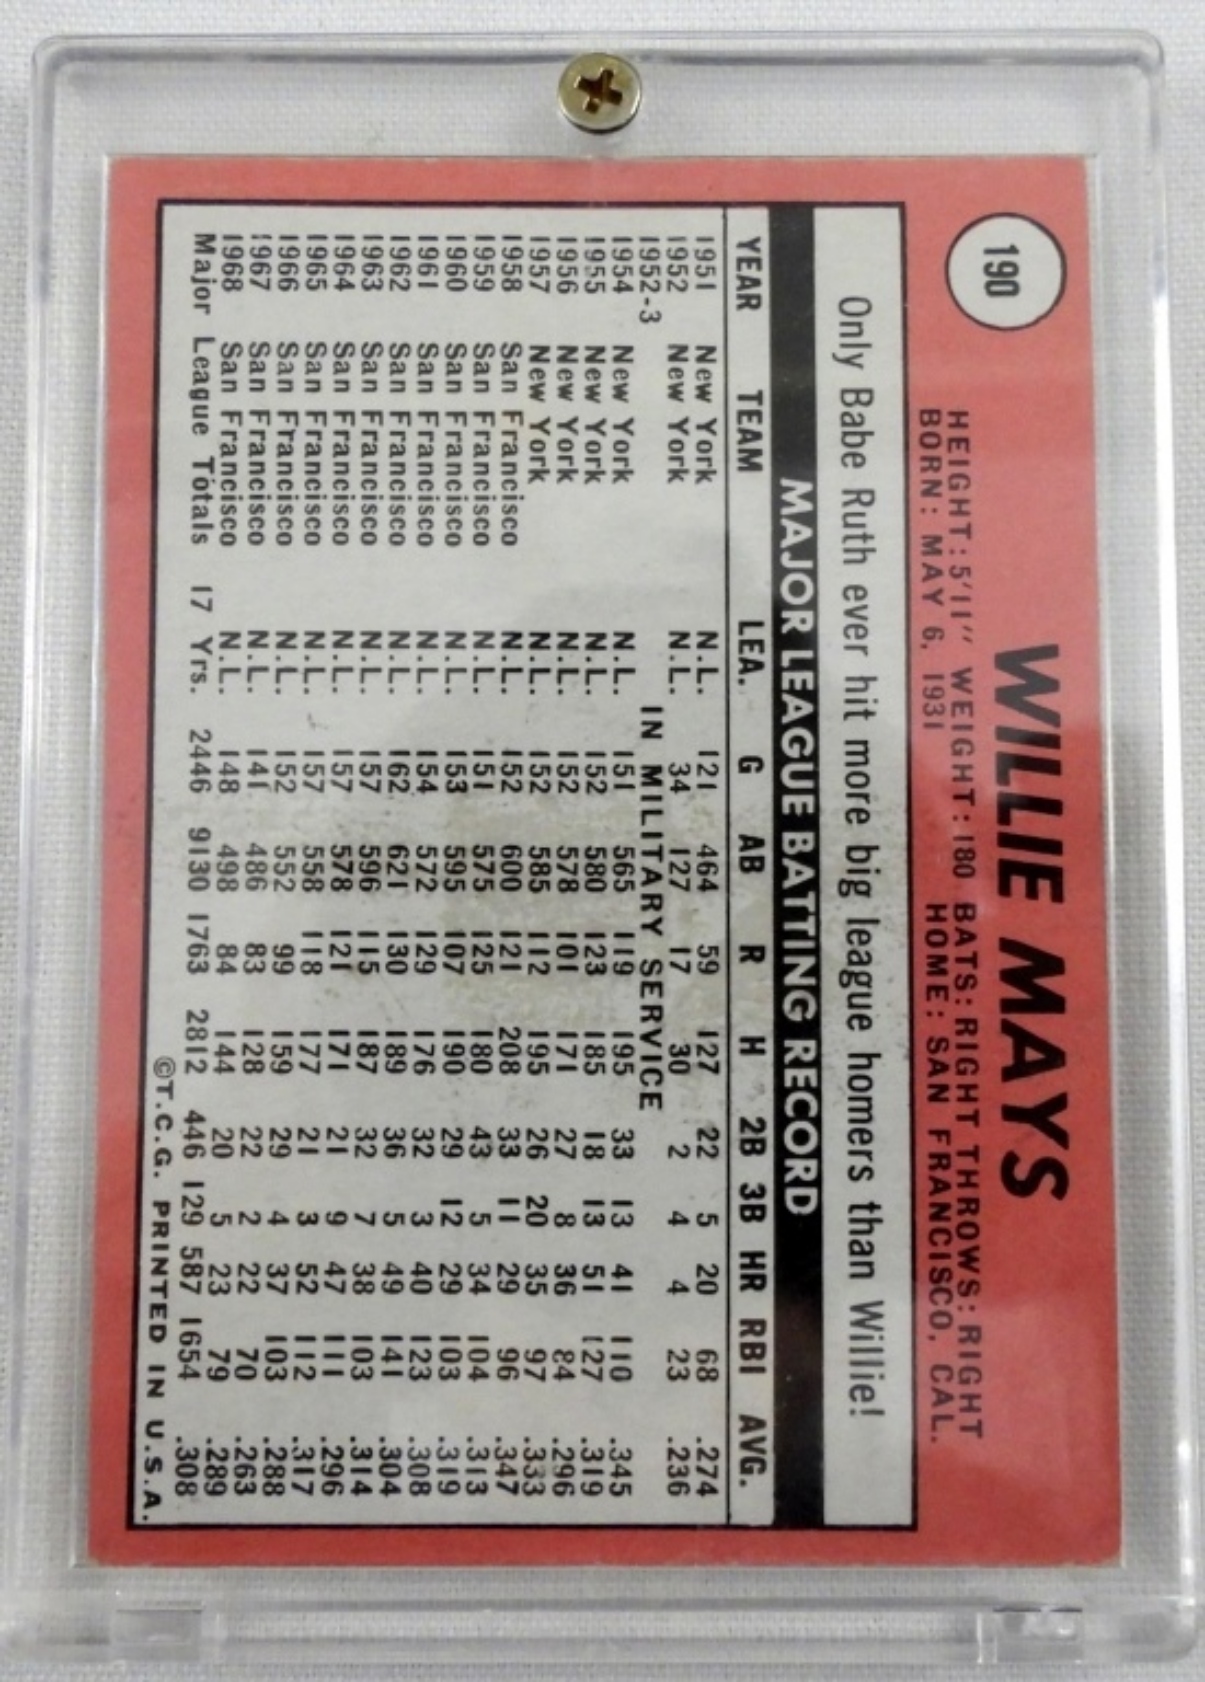 190
WILLIE MAYS
HEIGHT: 5'11" WEIGHT: 180 BATS: RIGHT THROWS: RIGHT
BORN: MAY 6, 1931 HOME: SAN FRANCISCO, CAL.
Only Babe Ruth ever hit more big league homers than Willie!
MAJOR LEAGUE BATTING RECORD
YEAR TEAM LEA. G AB R H 2B 3B HR RBI AVG.
1951 New York N.L. 121 464 59 127 22 5 20 68 .274
1952 New York N.L. 34 127 17 30 2 4 4 23 .236
1952-3 IN MILITARY SERVICE
1954 New York N.L. 151 565 119 195 33 13 41 110 .345
1955 New York N.L. 152 580 123 185 18 13 51 127 .319
1956 New York N.L. 152 578 101 171 27 8 36 84 .296
1957 New York N.L. 152 585 112 195 26 20 35 97 .333
1958 San Francisco N.L. 152 600 121 208 33 11 29 96 .347
1959 San Francisco N.L. 151 575 125 180 43 5 34 104 .313
1960 San Francisco N.L. 153 595 107 190 29 12 29 103 .319
1961 San Francisco N.L. 154 572 129 176 32 3 40 123 .308
1962 San Francisco N.L. 162 621 130 189 36 5 49 141 .304
1963 San Francisco N.L. 157 596 115 187 32 7 38 103 .314
1964 San Francisco N.L. 157 578 121 171 21 9 47 111 .296
1965 San Francisco N.L. 157 558 118 177 21 3 52 112 .317
1966 San Francisco N.L. 152 552 99 159 29 4 37 103 .288
1967 San Francisco N.L. 141 486 83 128 22 2 22 70 .263
1968 San Francisco N.L. 148 498 84 144 20 5 23 79 .289
Major League Totals 17 Yrs. 2446 9130 1763 2812 446 129 587 1654 .308
©T.C.G. PRINTED IN U.S.A.